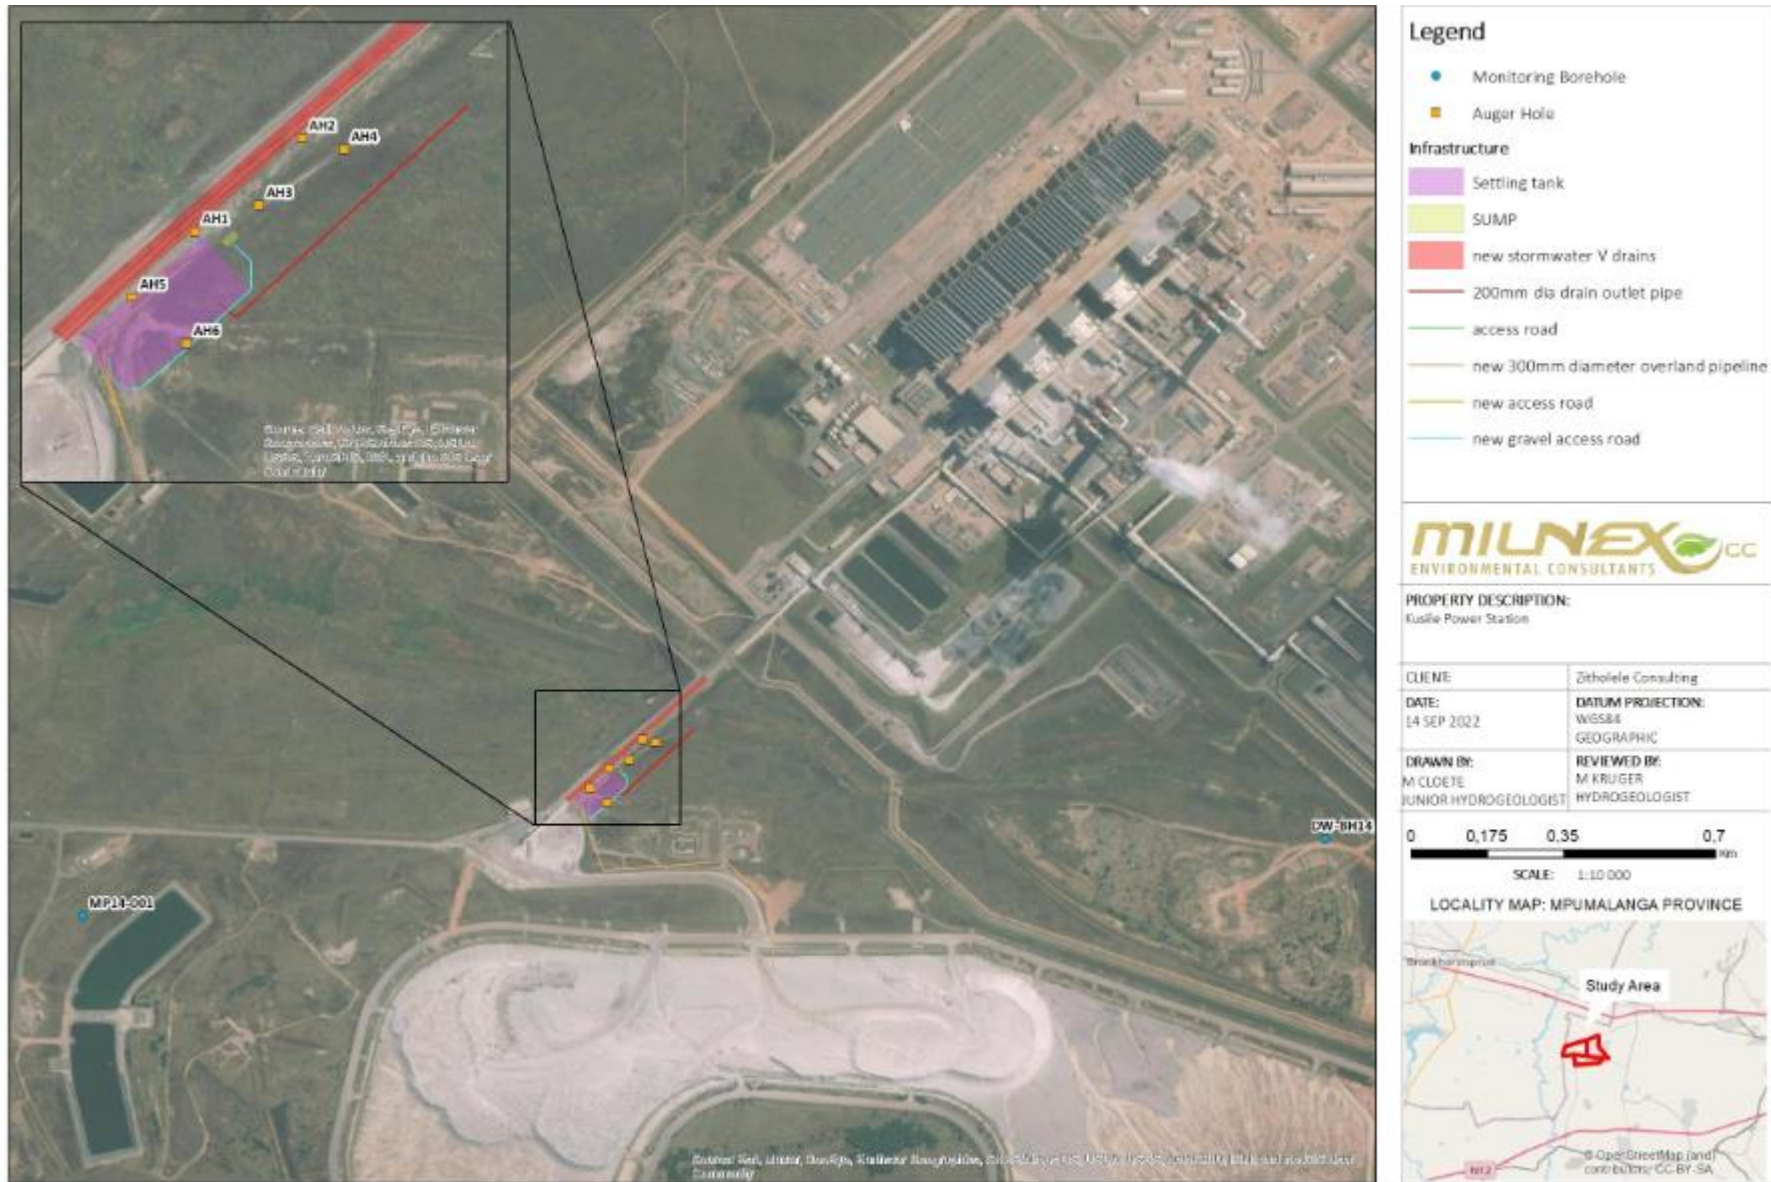 AH2
AH4
AH3
AH1
AH5
AH6
DW-BH14
MP14-001
Legend
Monitoring Borehole
Auger Hole
Infrastructure
Settling tank
SUMP
new stormwater V drains
200mm dia drain outlet pipe
access road
new 300mm diameter overland pipeline
new access road
new gravel access road
MILNEX CC
ENVIRONMENTAL CONSULTANTS
PROPERTY DESCRIPTION:
Kusile Power Station
CLIENT: Zitholele Consulting
DATE:
14 SEP 2022
DATUM PROJECTION:
WGS84
GEOGRAPHIC
DRAWN BY:
M CLOETE
JUNIOR HYDROGEOLOGIST
REVIEWED BY:
M KRUGER
HYDROGEOLOGIST
0 0,175 0,35 0,7
Km
SCALE: 1:10 000
LOCALITY MAP: MPUMALANGA PROVINCE
Bronkhorstspruit
Study Area
N12
© OpenStreetMap (and)
contributors, CC-BY-SA